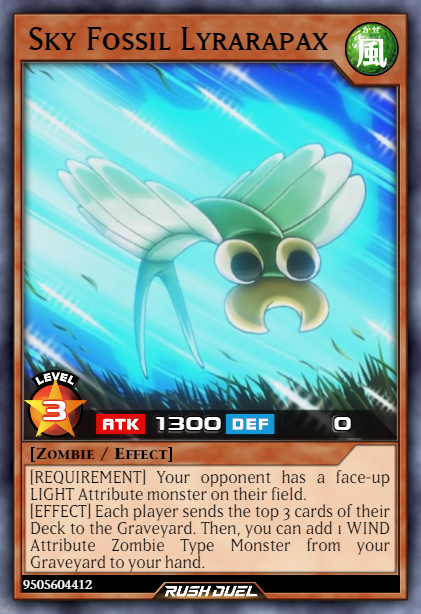 Sky Fossil Lyrarapax
かぜ
風
LEVEL
3
ATK 1300 DEF 0
[Zombie / Effect]
[REQUIREMENT] Your opponent has a face-up
LIGHT Attribute monster on their field.
[EFFECT] Each player sends the top 3 cards of their
Deck to the Graveyard. Then, you can add 1 WIND
Attribute Zombie Type Monster from your
Graveyard to your hand.
9505604412
RUSH DUEL